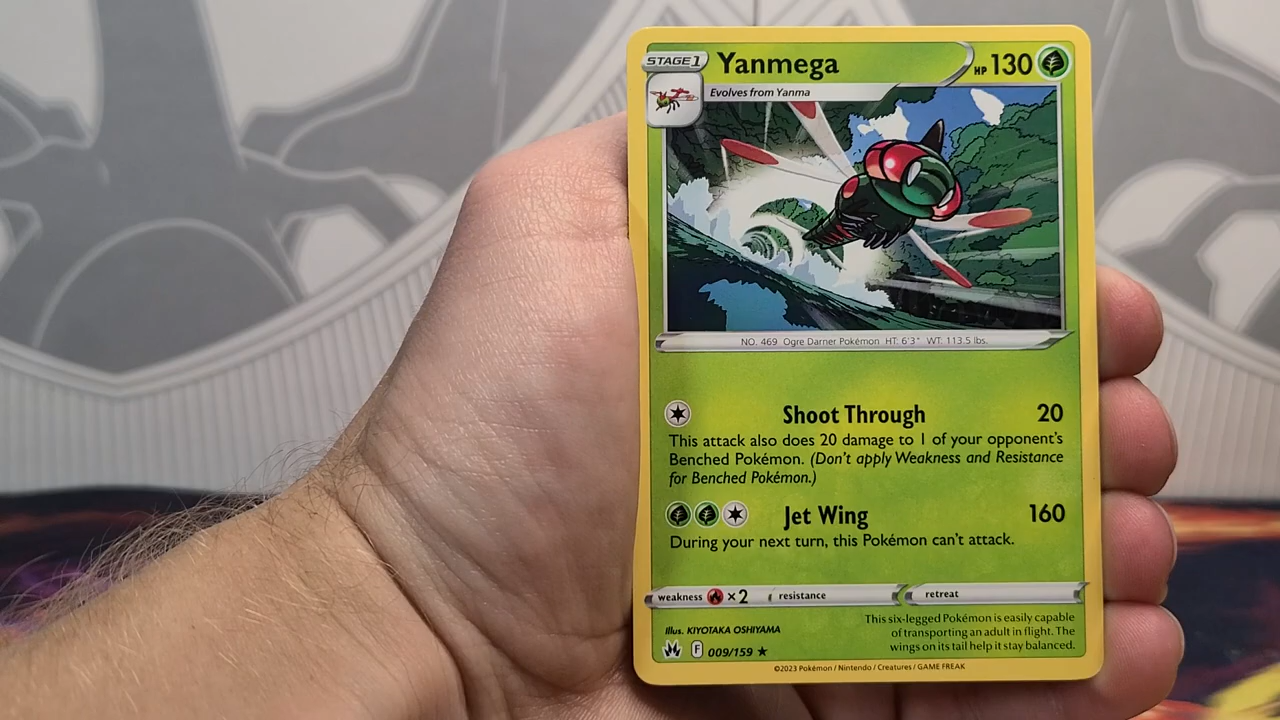 STAGE 1 Yanmega HP 130
Evolves from Yanma
NO. 469 Ogre Darner Pokémon HT: 6'3" WT: 113.5 lbs.
Shoot Through 20
This attack also does 20 damage to 1 of your opponent's
Benched Pokémon. (Don't apply Weakness and Resistance
for Benched Pokémon.)
Jet Wing 160
During your next turn, this Pokémon can't attack.
weakness ×2 resistance retreat
Illus. KIYOTAKA OSHIYAMA
This six-legged Pokémon is easily capable
of transporting an adult in flight. The
wings on its tail help it stay balanced.
F 009/159 ★
©2023 Pokémon / Nintendo / Creatures / GAME FREAK